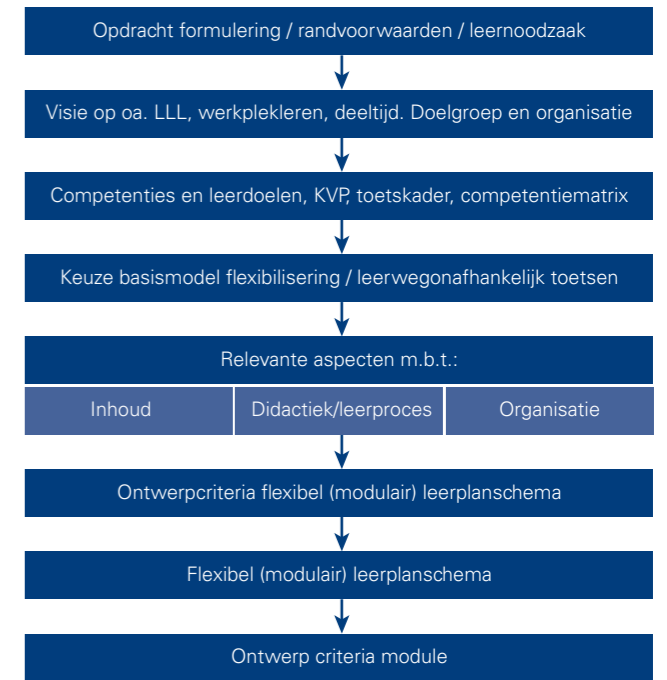 Opdracht formulering / randvoorwaarden / leernoodzaak
Visie op oa. LLL, werkplekleren, deeltijd. Doelgroep en organisatie
Competenties en leerdoelen, KVP, toetskader, competentiematrix
Keuze basismodel flexibilisering / leerwegonafhankelijk toetsen
Relevante aspecten m.b.t.:
Inhoud
Didactiek/leerproces
Organisatie
Ontwerpcriteria flexibel (modulair) leerplanschema
Flexibel (modulair) leerplanschema
Ontwerp criteria module